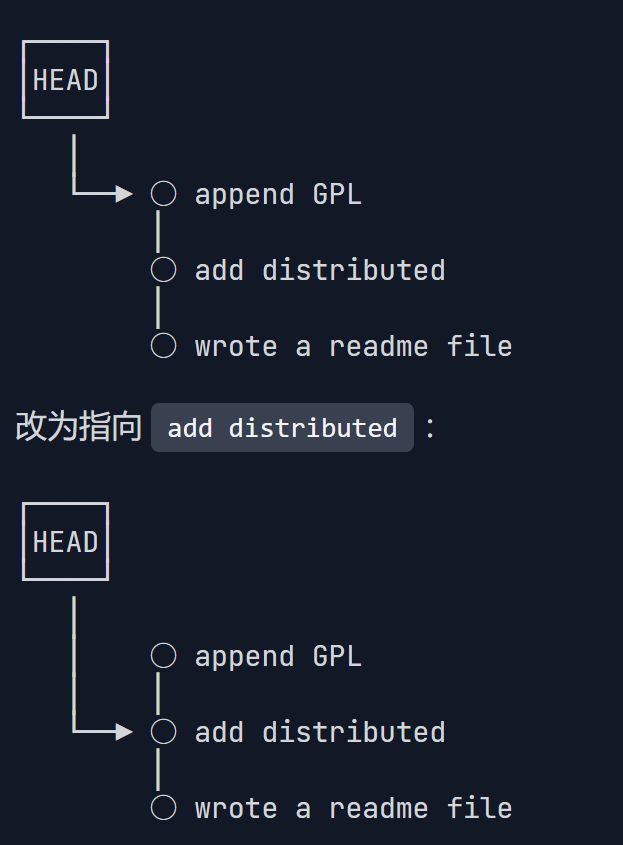 HEAD
append GPL
add distributed
wrote a readme file
改为指向 add distributed :
HEAD
append GPL
add distributed
wrote a readme file